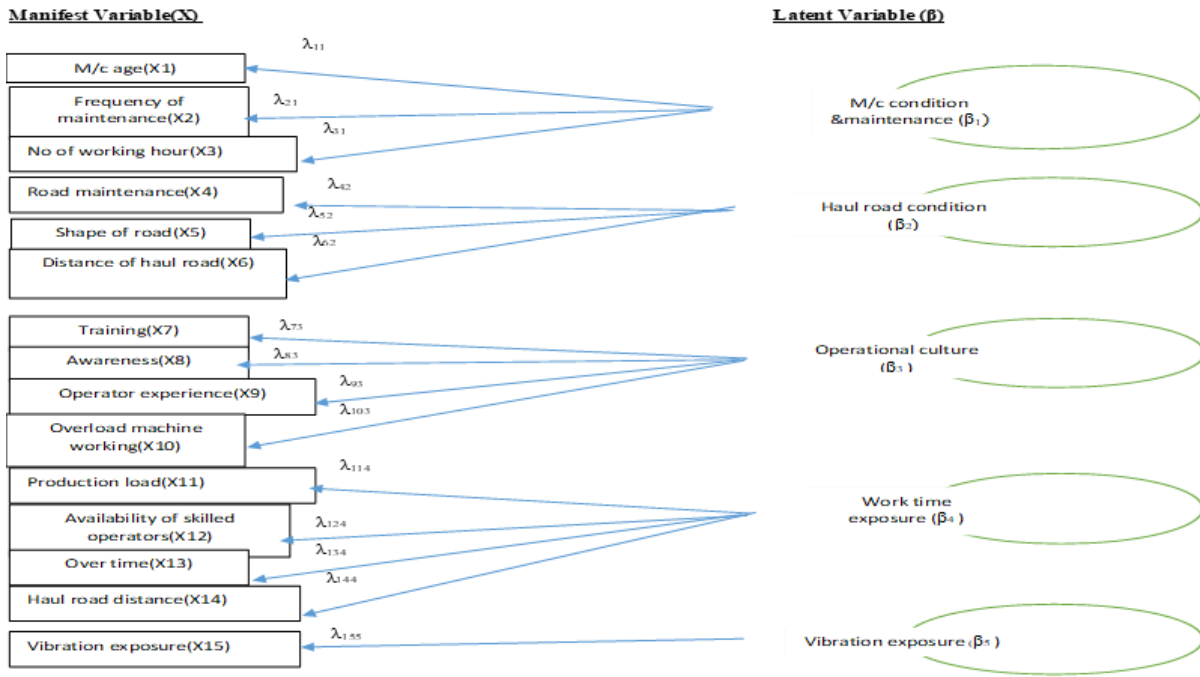 Manifest Variable(X)
Latent Variable (β)
λ11
M/c age(X1)
Frequency of
maintenance(X2)
λ21
λ31
No of working hour(X3)
M/c condition
&maintenance (β1)
Road maintenance(X4)
λ42
λ52
Shape of road(X5)
λ62
Distance of haul road(X6)
Haul road condition
(β2)
Training(X7)
λ73
Awareness(X8)
λ83
Operator experience(X9)
λ93
λ103
Overload machine
working(X10)
Operational culture
(β3 )
λ114
Production load(X11)
Availability of skilled
operators(X12)
λ124
λ134
Over time(X13)
λ144
Haul road distance(X14)
Work time
exposure (β4 )
λ155
Vibration exposure(X15)
Vibration exposure (β5 )